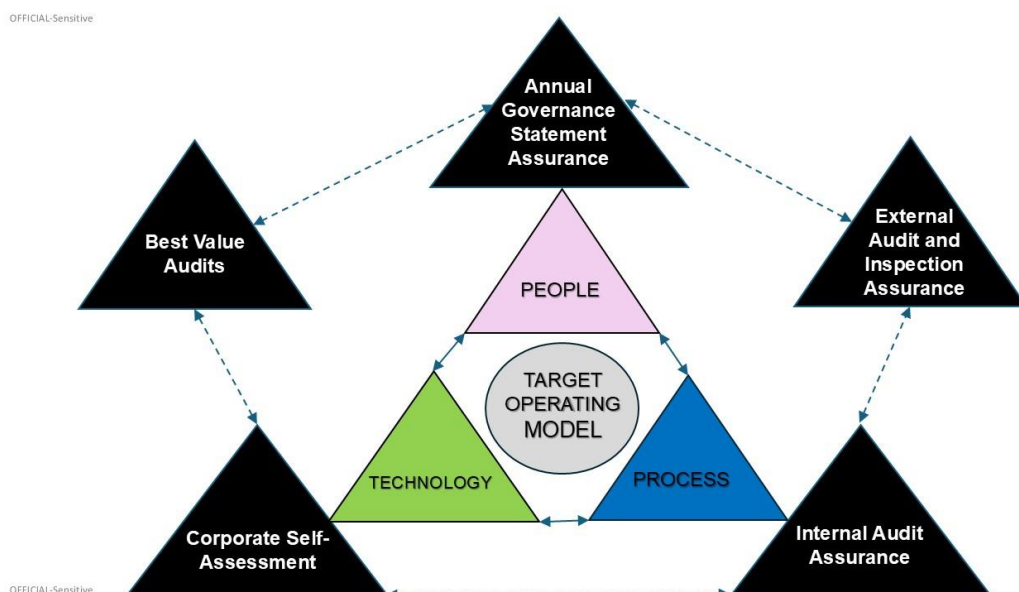 OFFICIAL-Sensitive
Annual
Governance
Statement
Assurance
Best Value
Audits
External
Audit and
Inspection
Assurance
PEOPLE
TARGET
OPERATING
MODEL
TECHNOLOGY
PROCESS
Corporate Self-
Assessment
Internal Audit
Assurance
OFFICIAL-Sensitive